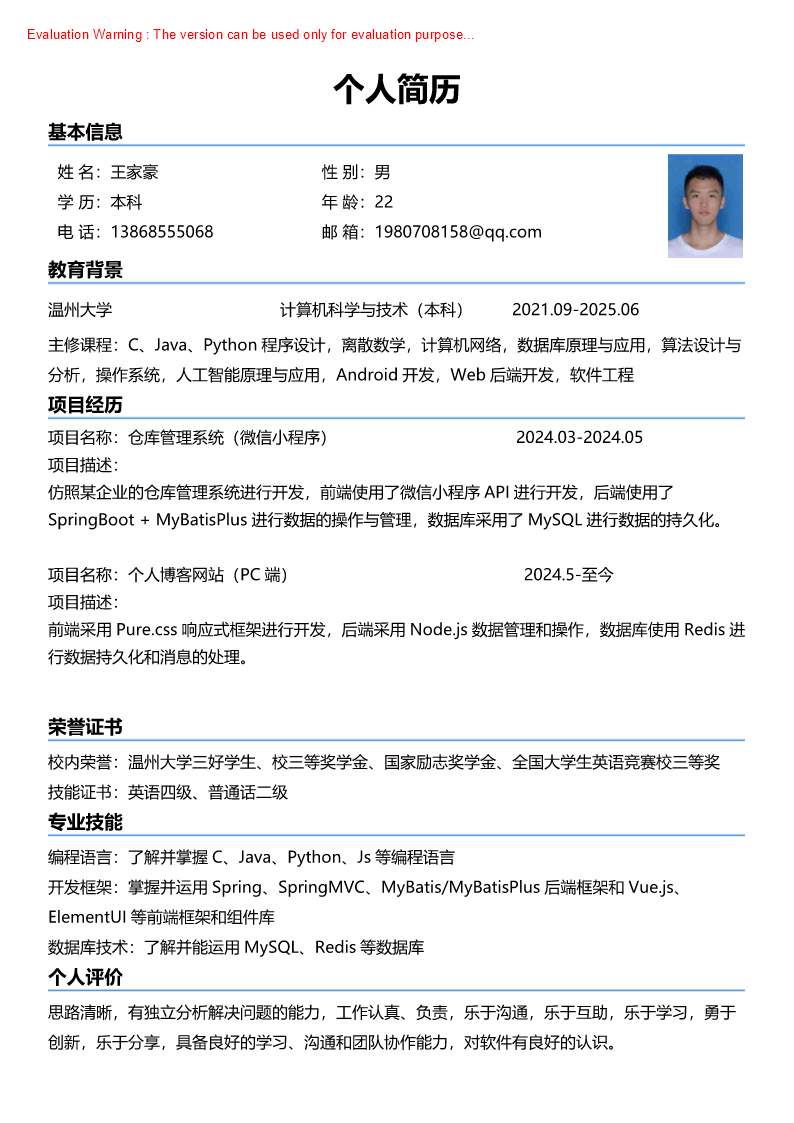 Evaluation Warning : The version can be used only for evaluation purpose...
个人简历
基本信息
姓 名：王家豪 性 别：男
学 历：本科 年 龄：22
电 话：13868555068 邮 箱：1980708158@qq.com
教育背景
温州大学 计算机科学与技术（本科） 2021.09-2025.06
主修课程：C、Java、Python 程序设计，离散数学，计算机网络，数据库原理与应用，算法设计与
分析，操作系统，人工智能原理与应用，Android 开发，Web 后端开发，软件工程
项目经历
项目名称：仓库管理系统（微信小程序） 2024.03-2024.05
项目描述：
仿照某企业的仓库管理系统进行开发，前端使用了微信小程序 API 进行开发，后端使用了
SpringBoot + MyBatisPlus 进行数据的操作与管理，数据库采用了 MySQL 进行数据的持久化。
项目名称：个人博客网站（PC 端） 2024.5-至今
项目描述：
前端采用 Pure.css 响应式框架进行开发，后端采用 Node.js 数据管理和操作，数据库使用 Redis 进
行数据持久化和消息的处理。
荣誉证书
校内荣誉：温州大学三好学生、校三等奖学金、国家励志奖学金、全国大学生英语竞赛校三等奖
技能证书：英语四级、普通话二级
专业技能
编程语言：了解并掌握 C、Java、Python、Js 等编程语言
开发框架：掌握并运用 Spring、SpringMVC、MyBatis/MyBatisPlus 后端框架和 Vue.js、
ElementUI 等前端框架和组件库
数据库技术：了解并能运用 MySQL、Redis 等数据库
个人评价
思路清晰，有独立分析解决问题的能力，工作认真、负责，乐于沟通，乐于互助，乐于学习，勇于
创新，乐于分享，具备良好的学习、沟通和团队协作能力，对软件有良好的认识。